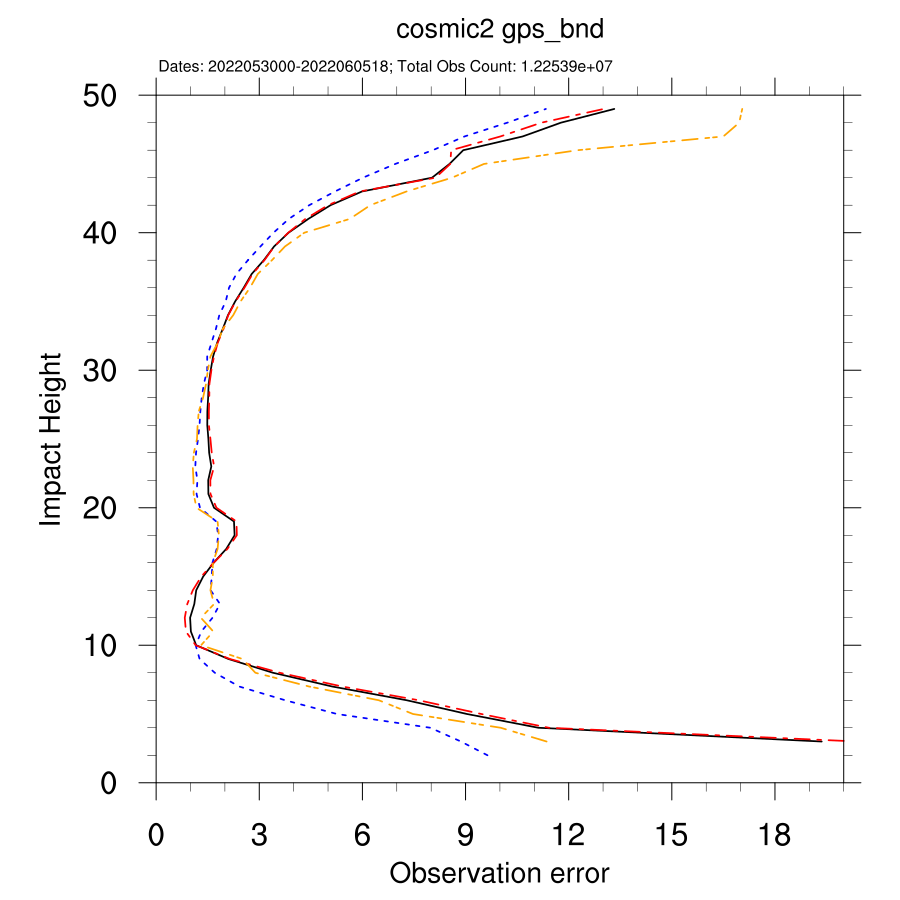 cosmic2 gps_bnd
Dates: 2022053000-2022060518; Total Obs Count: 1.22539e+07
50
40
30
20
10
0
Impact Height
0 3 6 9 12 15 18
Observation error